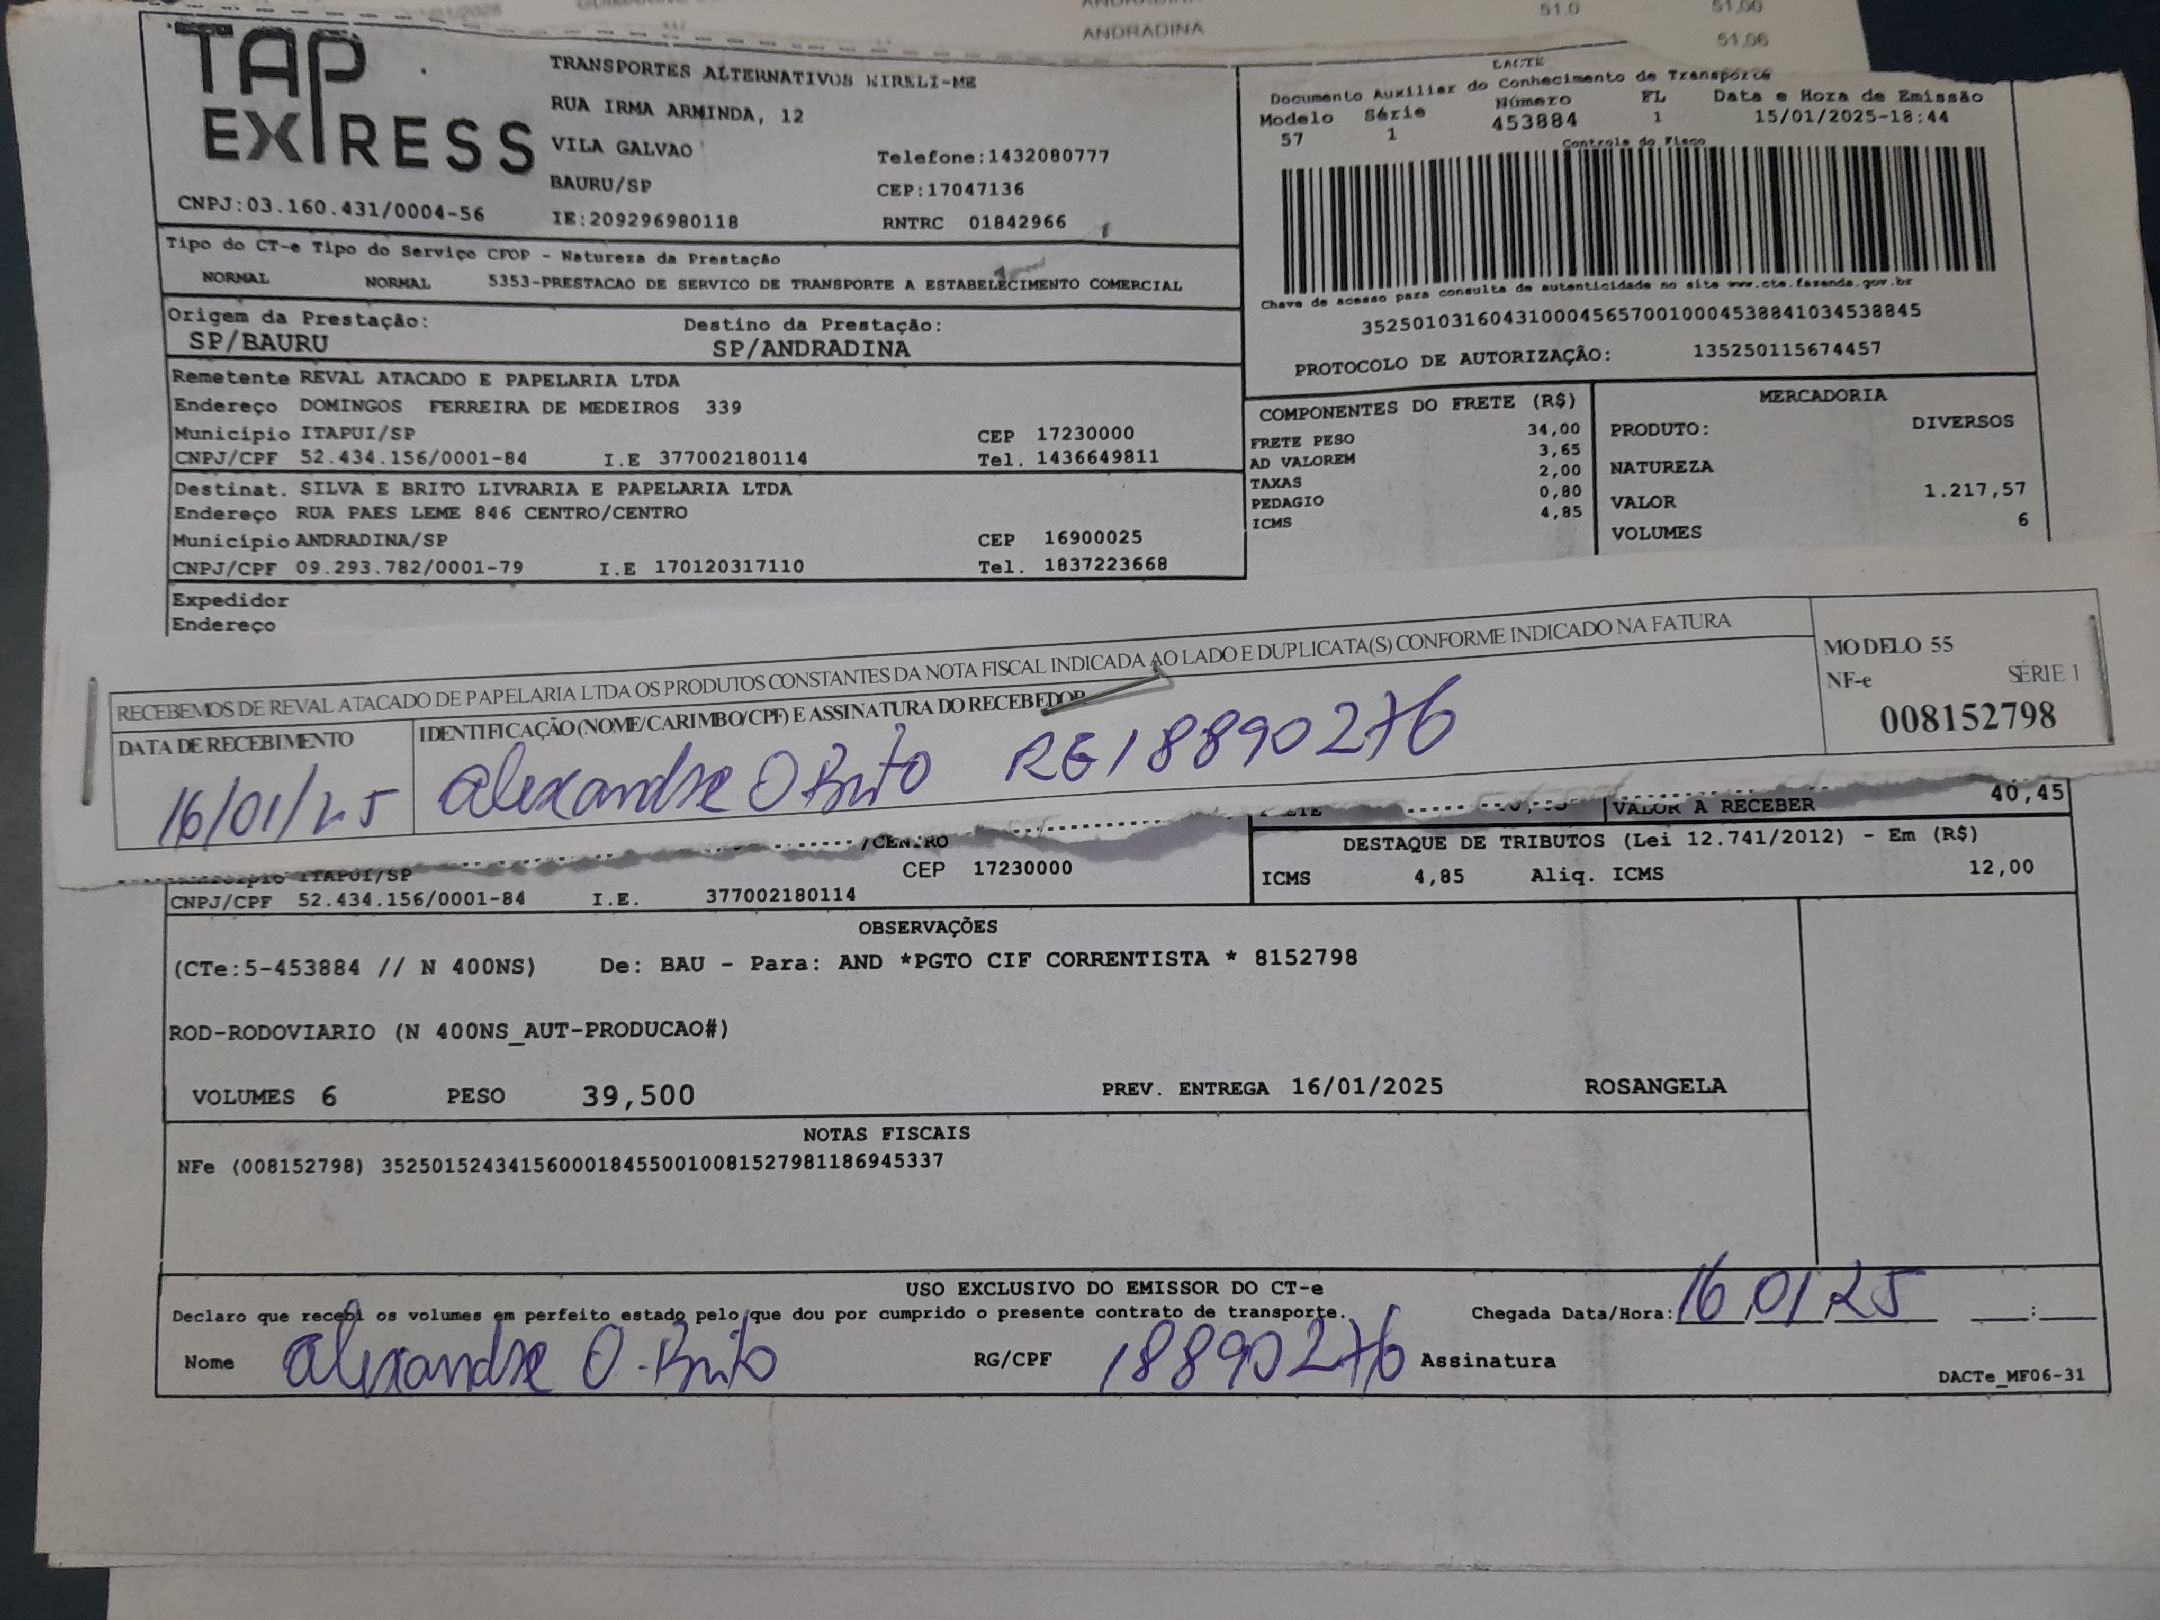 ANDRADINA
51.0
51.00
ANDRADINA
51.06
TAP
EXPRESS
TRANSPORTES ALTERNATIVOS MIRELI-ME
RUA IRMA ARMINDA, 12
VILA GALVAO
Telefone:1432080777
BAURU/SP
CEP:17047136
CNPJ:03.160.431/0004-56
IE:209296980118
RNTRC 01842966
DACTE
Documento Auxiliar do Conhecimento de Transporte
Modelo Série Número FL Data e Hora de Emissão
57 1 453884 1 15/01/2025-18:44
Controle do Fisco
Chave de acesso para consulta de autenticidade no site www.cte.fazenda.gov.br
35250103160431000456570010004538841034538845
PROTOCOLO DE AUTORIZAÇÃO: 135250115674457
Tipo do CT-e Tipo do Serviço CFOP - Natureza da Prestação
NORMAL NORMAL 5353-PRESTACAO DE SERVICO DE TRANSPORTE A ESTABELECIMENTO COMERCIAL
Origem da Prestação: Destino da Prestação:
SP/BAURU SP/ANDRADINA
Remetente REVAL ATACADO E PAPELARIA LTDA
Endereço DOMINGOS FERREIRA DE MEDEIROS 339
Município ITAPUI/SP CEP 17230000
CNPJ/CPF 52.434.156/0001-84 I.E 377002180114 Tel. 1436649811
Destinat. SILVA E BRITO LIVRARIA E PAPELARIA LTDA
Endereço RUA PAES LEME 846 CENTRO/CENTRO
Município ANDRADINA/SP CEP 16900025
CNPJ/CPF 09.293.782/0001-79 I.E 170120317110 Tel. 1837223668
Expedidor
Endereço
COMPONENTES DO FRETE (R$)
FRETE PESO 34,00
AD VALOREM 3,65
TAXAS 2,00
PEDAGIO 0,80
ICMS 4,85
MERCADORIA
PRODUTO: DIVERSOS
NATUREZA
VALOR 1.217,57
VOLUMES 6
RECEBEMOS DE REVAL ATACADO DE PAPELARIA LTDA OS PRODUTOS CONSTANTES DA NOTA FISCAL INDICADA AO LADO E DUPLICATA(S) CONFORME INDICADO NA FATURA
MODELO 55
NF-e SÉRIE 1
008152798
DATA DE RECEBIMENTO
16/01/25
IDENTIFICAÇÃO (NOME/CARIMBO/CPF) E ASSINATURA DO RECEBEDOR
Alexandre O Brito RG 18890276
VALOR A RECEBER 40,45
/CENTRO
ITAPUI/SP CEP 17230000
CNPJ/CPF 52.434.156/0001-84 I.E. 377002180114
DESTAQUE DE TRIBUTOS (Lei 12.741/2012) - Em (R$)
ICMS 4,85 Aliq. ICMS 12,00
OBSERVAÇÕES
(CTe:5-453884 // N 400NS) De: BAU - Para: AND *PGTO CIF CORRENTISTA * 8152798
ROD-RODOVIARIO (N 400NS_AUT-PRODUCAO#)
VOLUMES 6 PESO 39,500 PREV. ENTREGA 16/01/2025 ROSANGELA
NOTAS FISCAIS
NFe (008152798) 35250152434156000184550010081527981186945337
USO EXCLUSIVO DO EMISSOR DO CT-e
Declaro que recebi os volumes em perfeito estado pelo que dou por cumprido o presente contrato de transporte. Chegada Data/Hora: 16 01 25 :
Nome Alexandre O. Brito RG/CPF 18890276 Assinatura
DACTe_MF06-31